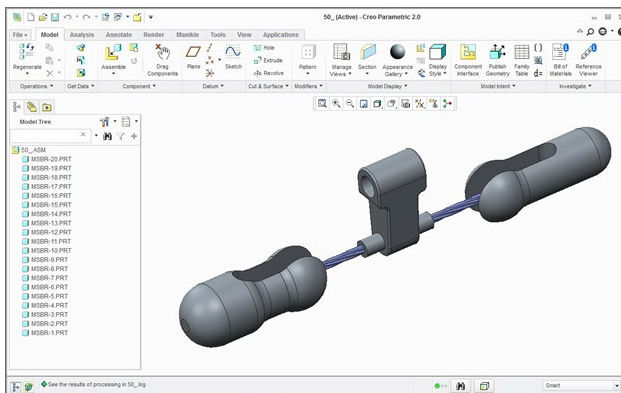 50_ (Active) - Creo Parametric 2.0
File Model Analysis Annotate Render Manikin Tools View Applications
Regenerate Assemble Drag Components Plane Sketch Hole Extrude Revolve Pattern Manage Views Section Appearance Gallery Display Style Component Interface Publish Geometry Family Table d= Bill of Materials Reference Viewer
Operations Get Data Component Datum Cut & Surface Modifiers Model Display Model Intent Investigate
Model Tree
50_.ASM
MSBR-20.PRT
MSBR-19.PRT
MSBR-18.PRT
MSBR-17.PRT
MSBR-16.PRT
MSBR-15.PRT
MSBR-14.PRT
MSBR-13.PRT
MSBR-12.PRT
MSBR-11.PRT
MSBR-10.PRT
MSBR-9.PRT
MSBR-8.PRT
MSBR-7.PRT
MSBR-6.PRT
MSBR-5.PRT
MSBR-4.PRT
MSBR-3.PRT
MSBR-2.PRT
MSBR-1.PRT
See the results of processing in 50_.log
Smart